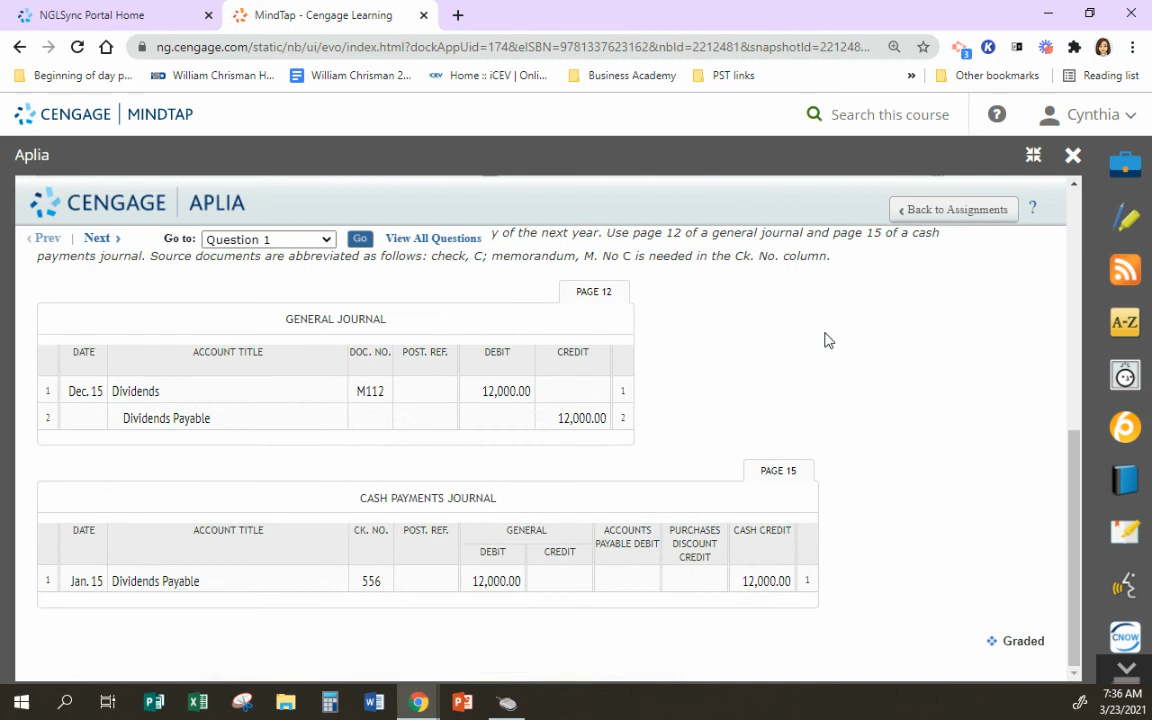 NGLSync Portal Home
MindTap - Cengage Learning
ng.cengage.com/static/nb/ui/evo/index.html?dockAppUid=174&eISBN=9781337623162&nbId=2212481&snapshotId=221248...
3
K
Beginning of day p...
ISD William Chrisman H...
William Chrisman 2...
Home :: iCEV | Onli...
Business Academy
PST links
»
Other bookmarks
Reading list
CENGAGE | MINDTAP
Search this course
?
Cynthia
Aplia
CENGAGE | APLIA
‹ Back to Assignments
?
‹ Prev | Next ›
Go to: Question 1
Go
View All Questions
y of the next year. Use page 12 of a general journal and page 15 of a cash
payments journal. Source documents are abbreviated as follows: check, C; memorandum, M. No C is needed in the Ck. No. column.
PAGE 12
GENERAL JOURNAL
DATE ACCOUNT TITLE DOC. NO. POST. REF. DEBIT CREDIT
1 Dec. 15 Dividends M112 12,000.00 1
2 Dividends Payable 12,000.00 2
PAGE 15
CASH PAYMENTS JOURNAL
DATE ACCOUNT TITLE CK. NO. POST. REF. GENERAL ACCOUNTS PAYABLE DEBIT PURCHASES DISCOUNT CREDIT CASH CREDIT
DEBIT CREDIT
1 Jan. 15 Dividends Payable 556 12,000.00 12,000.00 1
Graded
A-Z
CNOW
7:36 AM
3/23/2021